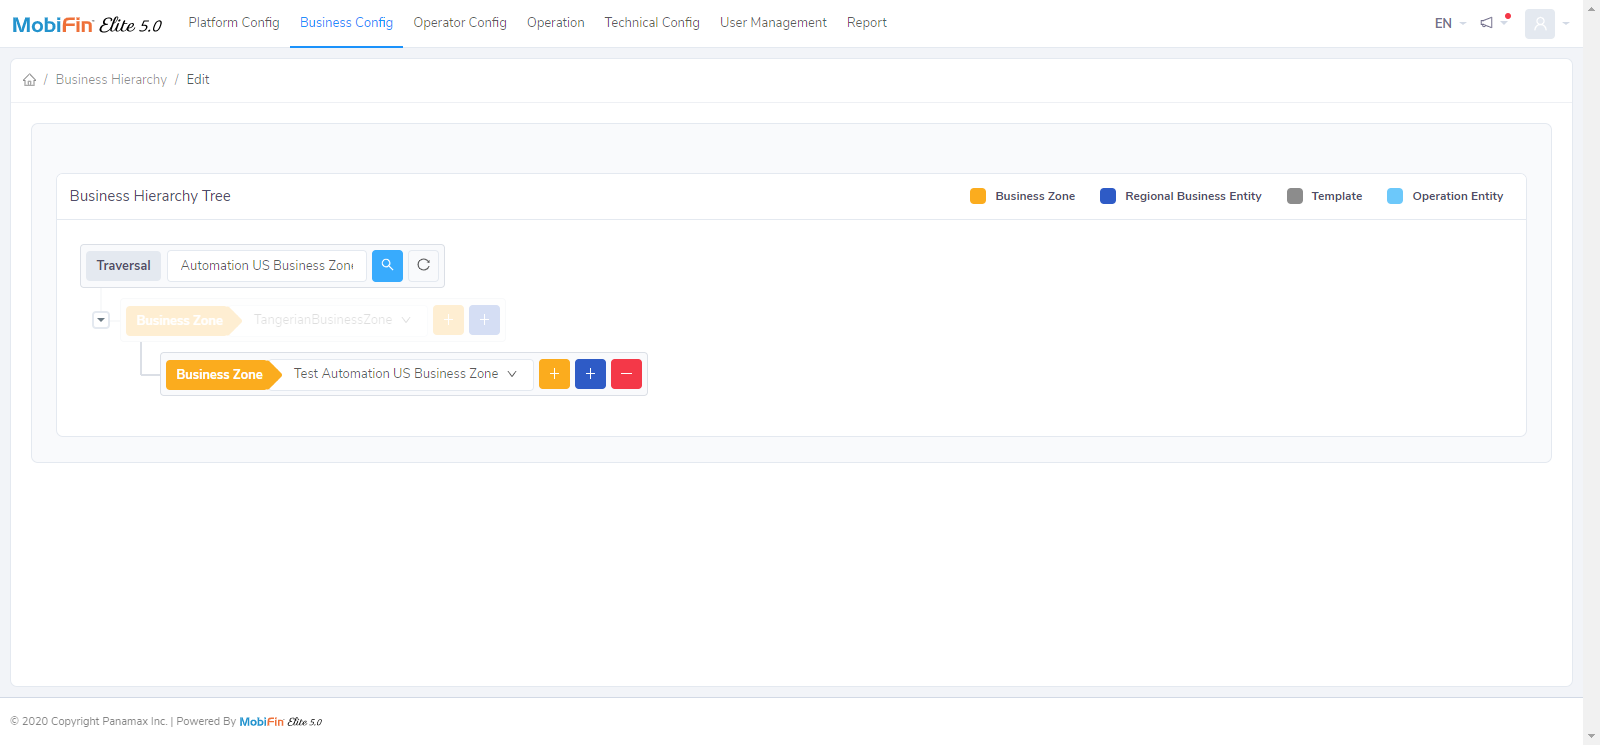 MobiFin Elite 5.0 Platform Config Business Config Operator Config Operation Technical Config User Management Report EN
/ Business Hierarchy / Edit
Business Hierarchy Tree Business Zone Regional Business Entity Template Operation Entity
Traversal Automation US Business Zone
Business Zone TangerianBusinessZone
Business Zone Test Automation US Business Zone
© 2020 Copyright Panamax Inc. | Powered By MobiFin Elite 5.0